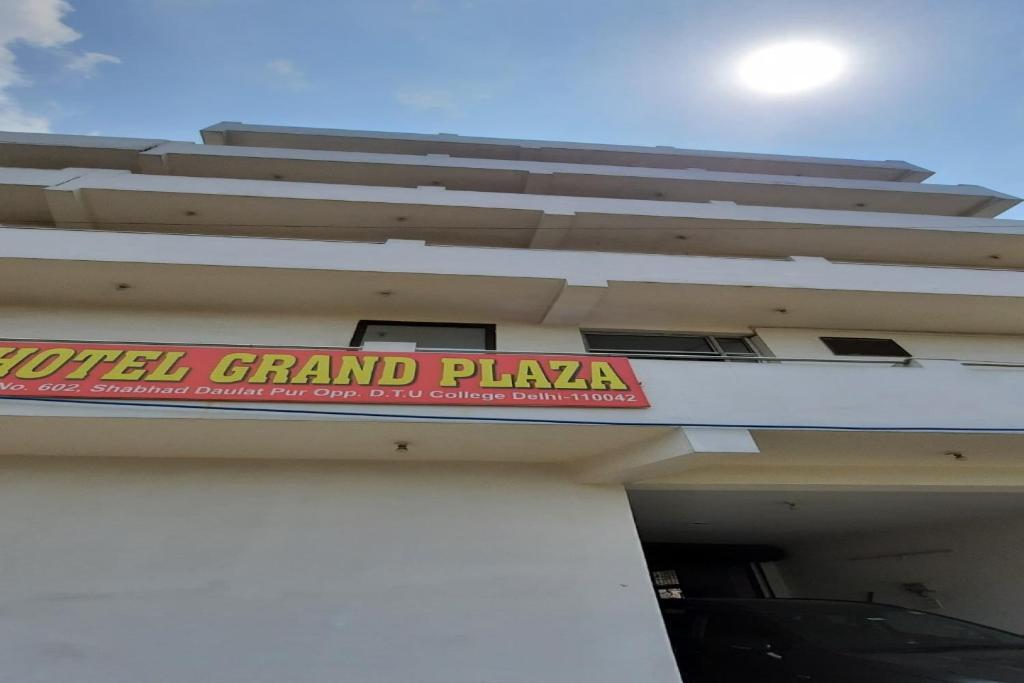 HOTEL GRAND PLAZA
No. 602, Shabhad Daulat Pur Opp. D.T.U College Delhi-110042